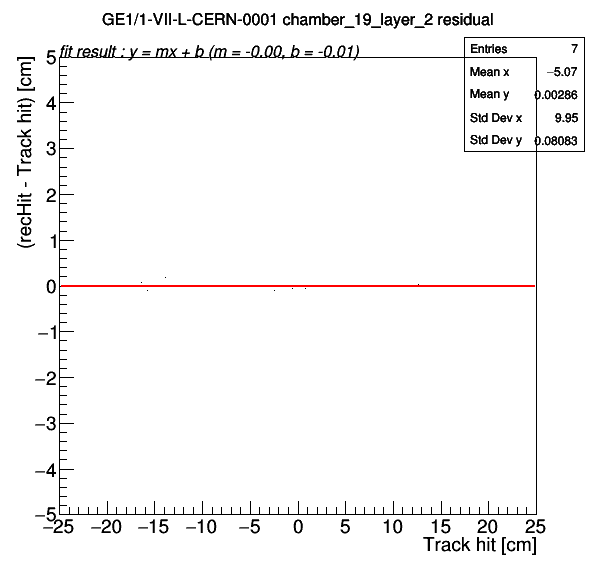 GE1/1-VII-L-CERN-0001 chamber_19_layer_2 residual
fit result : y = mx + b (m = -0.00, b = -0.01)
Entries 7
Mean x −5.07
Mean y 0.00286
Std Dev x 9.95
Std Dev y 0.08083
(recHit - Track hit) [cm]
5
4
3
2
1
0
−1
−2
−3
−4
−5
−25 −20 −15 −10 −5 0 5 10 15 20 25
Track hit [cm]